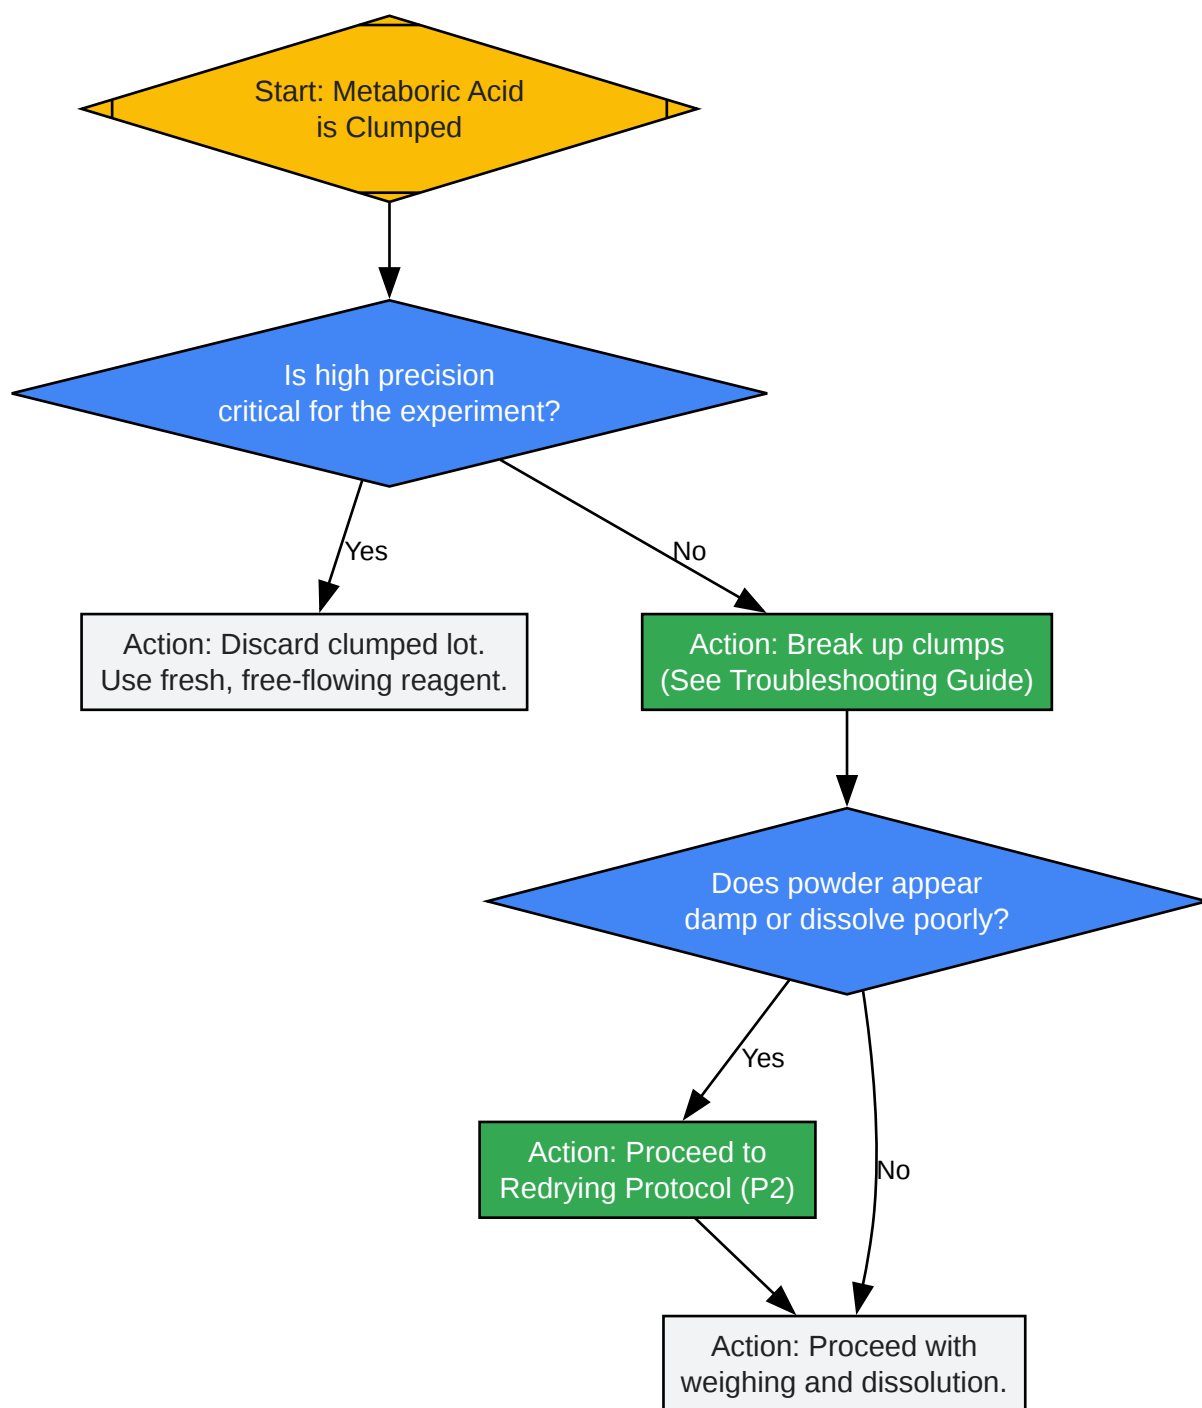 Start: Metaboric Acid
is Clumped
Is high precision
critical for the experiment?
Yes
No
Action: Discard clumped lot.
Use fresh, free-flowing reagent.
Action: Break up clumps
(See Troubleshooting Guide)
Does powder appear
damp or dissolve poorly?
Yes
No
Action: Proceed to
Redrying Protocol (P2)
Action: Proceed with
weighing and dissolution.